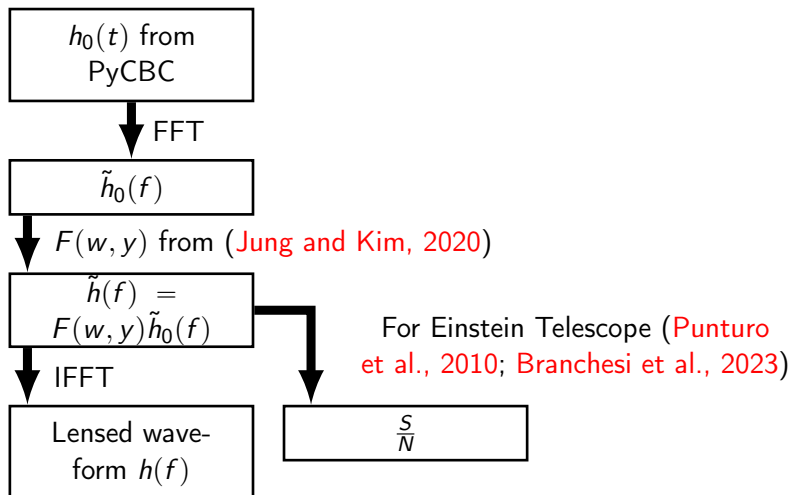 h₀(t) from
PyCBC
FFT
h̃₀(f)
F(w, y) from (Jung and Kim, 2020)
h̃(f) =
F(w, y)h̃₀(f)
For Einstein Telescope (Punturo
et al., 2010; Branchesi et al., 2023)
IFFT
Lensed wave-
form h(f)
S/N